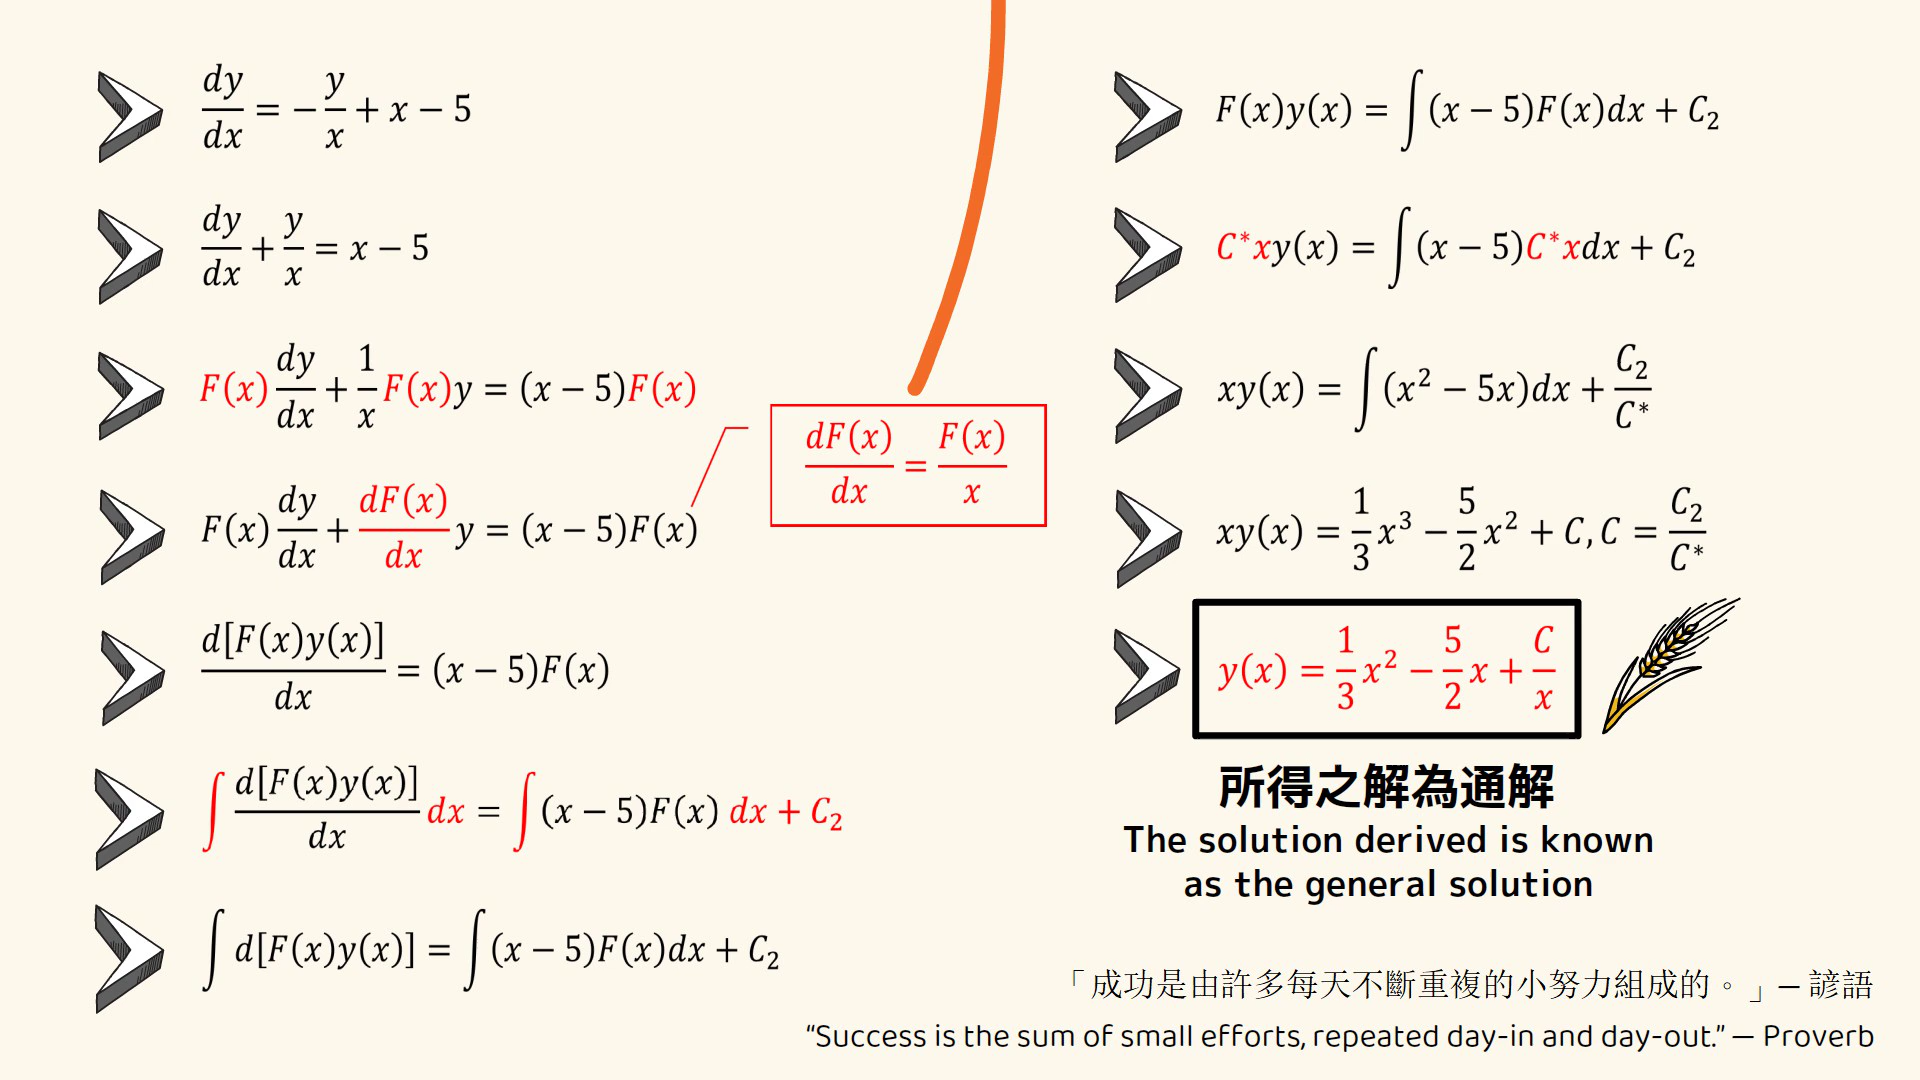 dy/dx = −y/x + x − 5
dy/dx + y/x = x − 5
F(x) dy/dx + 1/x F(x)y = (x − 5)F(x)
dF(x)/dx = F(x)/x
F(x) dy/dx + dF(x)/dx y = (x − 5)F(x)
d[F(x)y(x)]/dx = (x − 5)F(x)
∫ d[F(x)y(x)]/dx dx = ∫ (x − 5)F(x) dx + C₂
∫ d[F(x)y(x)] = ∫ (x − 5)F(x)dx + C₂
F(x)y(x) = ∫ (x − 5)F(x)dx + C₂
C*xy(x) = ∫ (x − 5)C*xdx + C₂
xy(x) = ∫ (x² − 5x)dx + C₂/C*
xy(x) = 1/3 x³ − 5/2 x² + C, C = C₂/C*
y(x) = 1/3 x² − 5/2 x + C/x
所得之解為通解
The solution derived is known
as the general solution
「成功是由許多每天不斷重複的小努力組成的。」— 諺語
“Success is the sum of small efforts, repeated day-in and day-out.” — Proverb